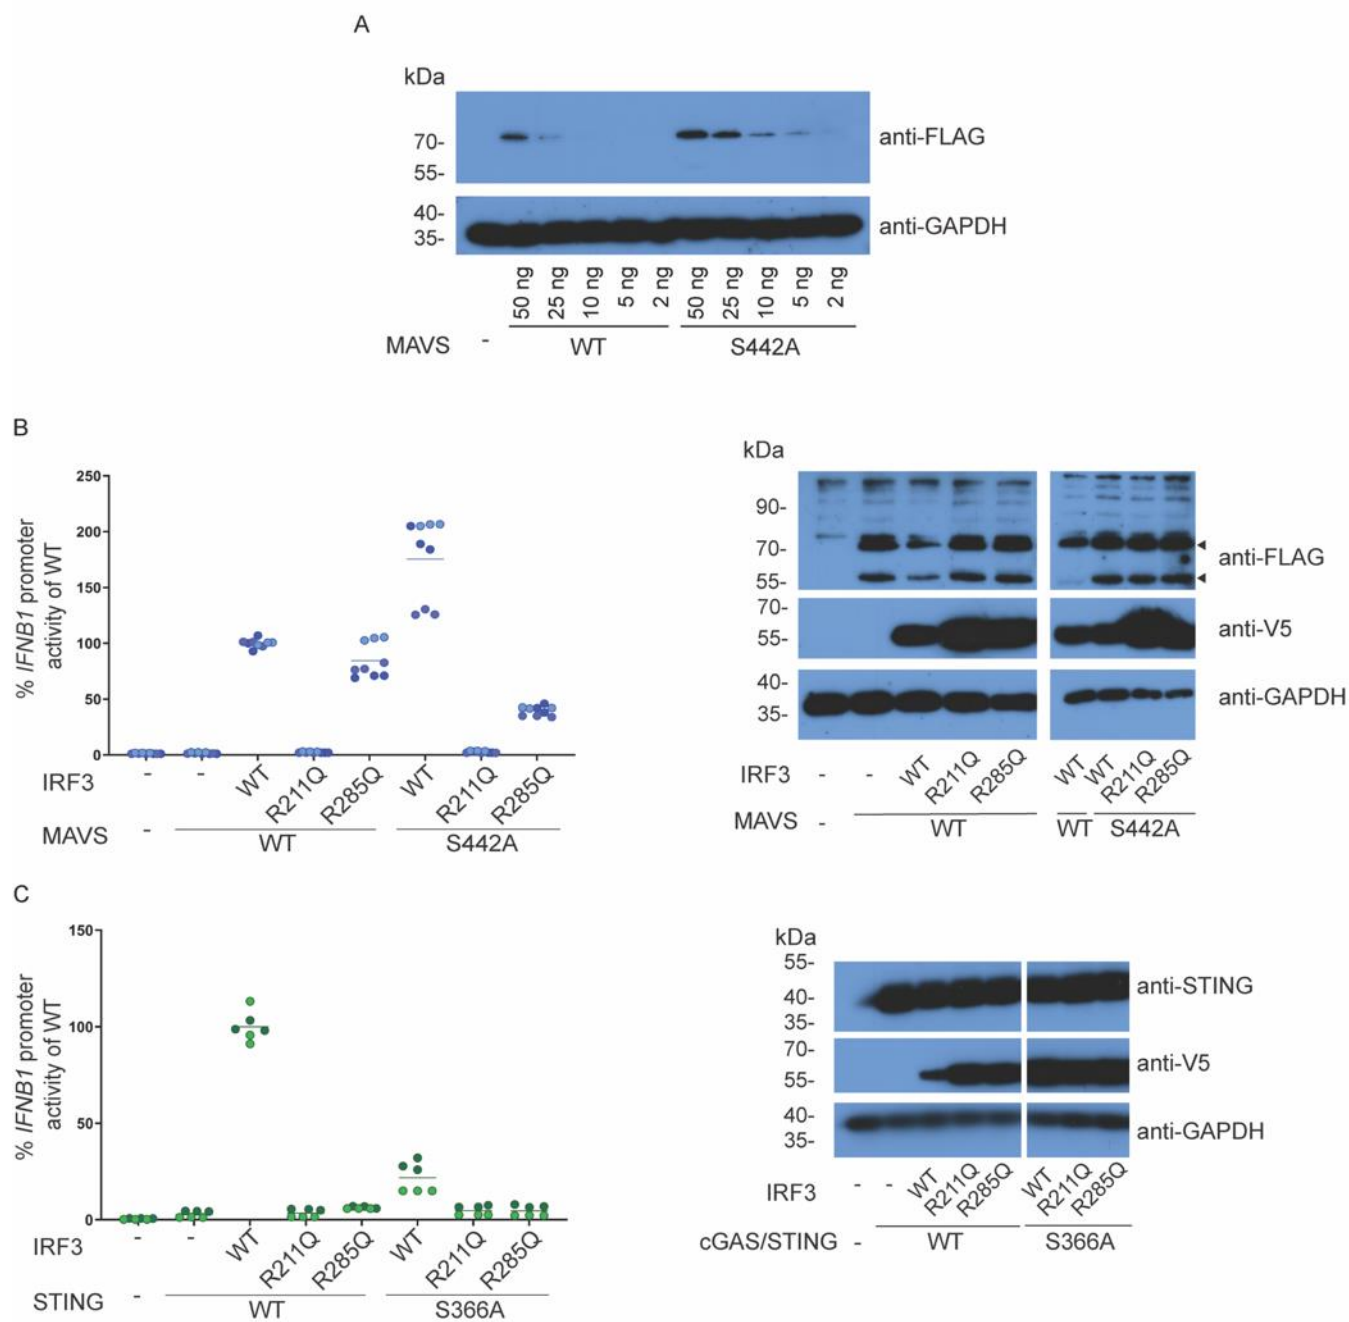 A
kDa
70-
55-
anti-FLAG
40-
35-
anti-GAPDH
50 ng
25 ng
10 ng
5 ng
2 ng
50 ng
25 ng
10 ng
5 ng
2 ng
MAVS - WT S442A
B
% IFNB1 promoter
activity of WT
250
200
150
100
50
0
IRF3 - - WT R211Q R285Q WT R211Q R285Q
MAVS - WT S442A
kDa
90-
70-
55-
anti-FLAG
70-
55-
anti-V5
40-
35-
anti-GAPDH
IRF3 - - WT R211Q R285Q WT WT R211Q R285Q
MAVS - WT WT S442A
C
% IFNB1 promoter
activity of WT
150
100
50
0
IRF3 - - WT R211Q R285Q WT R211Q R285Q
STING - WT S366A
kDa
55-
40-
35-
anti-STING
70-
55-
anti-V5
40-
35-
anti-GAPDH
IRF3 - - WT R211Q R285Q WT R211Q R285Q
cGAS/STING - WT S366A